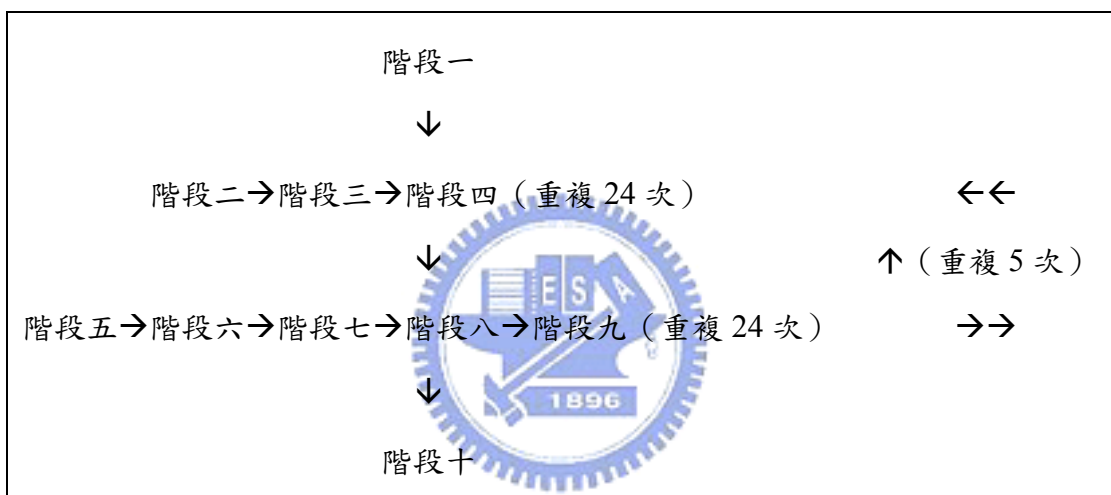 階段一
↓
階段二→階段三→階段四（重複 24 次） ←←
↓ ↑（重複 5 次）
階段五→階段六→階段七→階段八→階段九（重複 24 次） →→
↓
階段十
E S A
1896